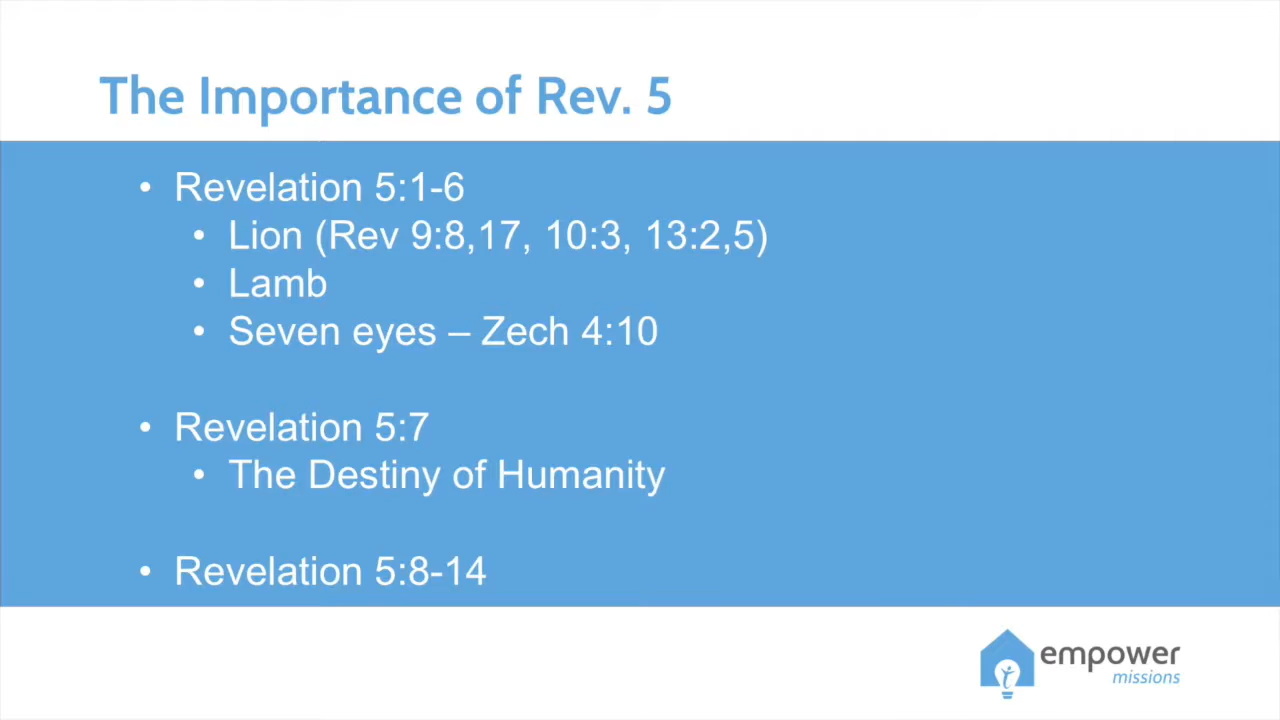 The Importance of Rev. 5
• Revelation 5:1-6
• Lion (Rev 9:8,17, 10:3, 13:2,5)
• Lamb
• Seven eyes – Zech 4:10
• Revelation 5:7
• The Destiny of Humanity
• Revelation 5:8-14
empower
missions